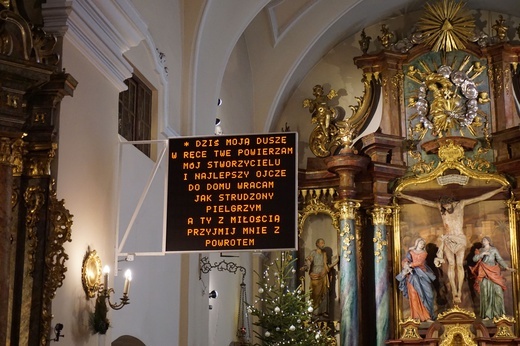 * DZIŚ MOJĄ DUSZĘ
W RĘCE TWE POWIERZAM
MÓJ STWORZYCIELU
I NAJLEPSZY OJCZE
DO DOMU WRACAM
JAK STRUDZONY
PIELGRZYM
A TY Z MIŁOŚCIĄ
PRZYJMIJ MNIE Z
POWROTEM